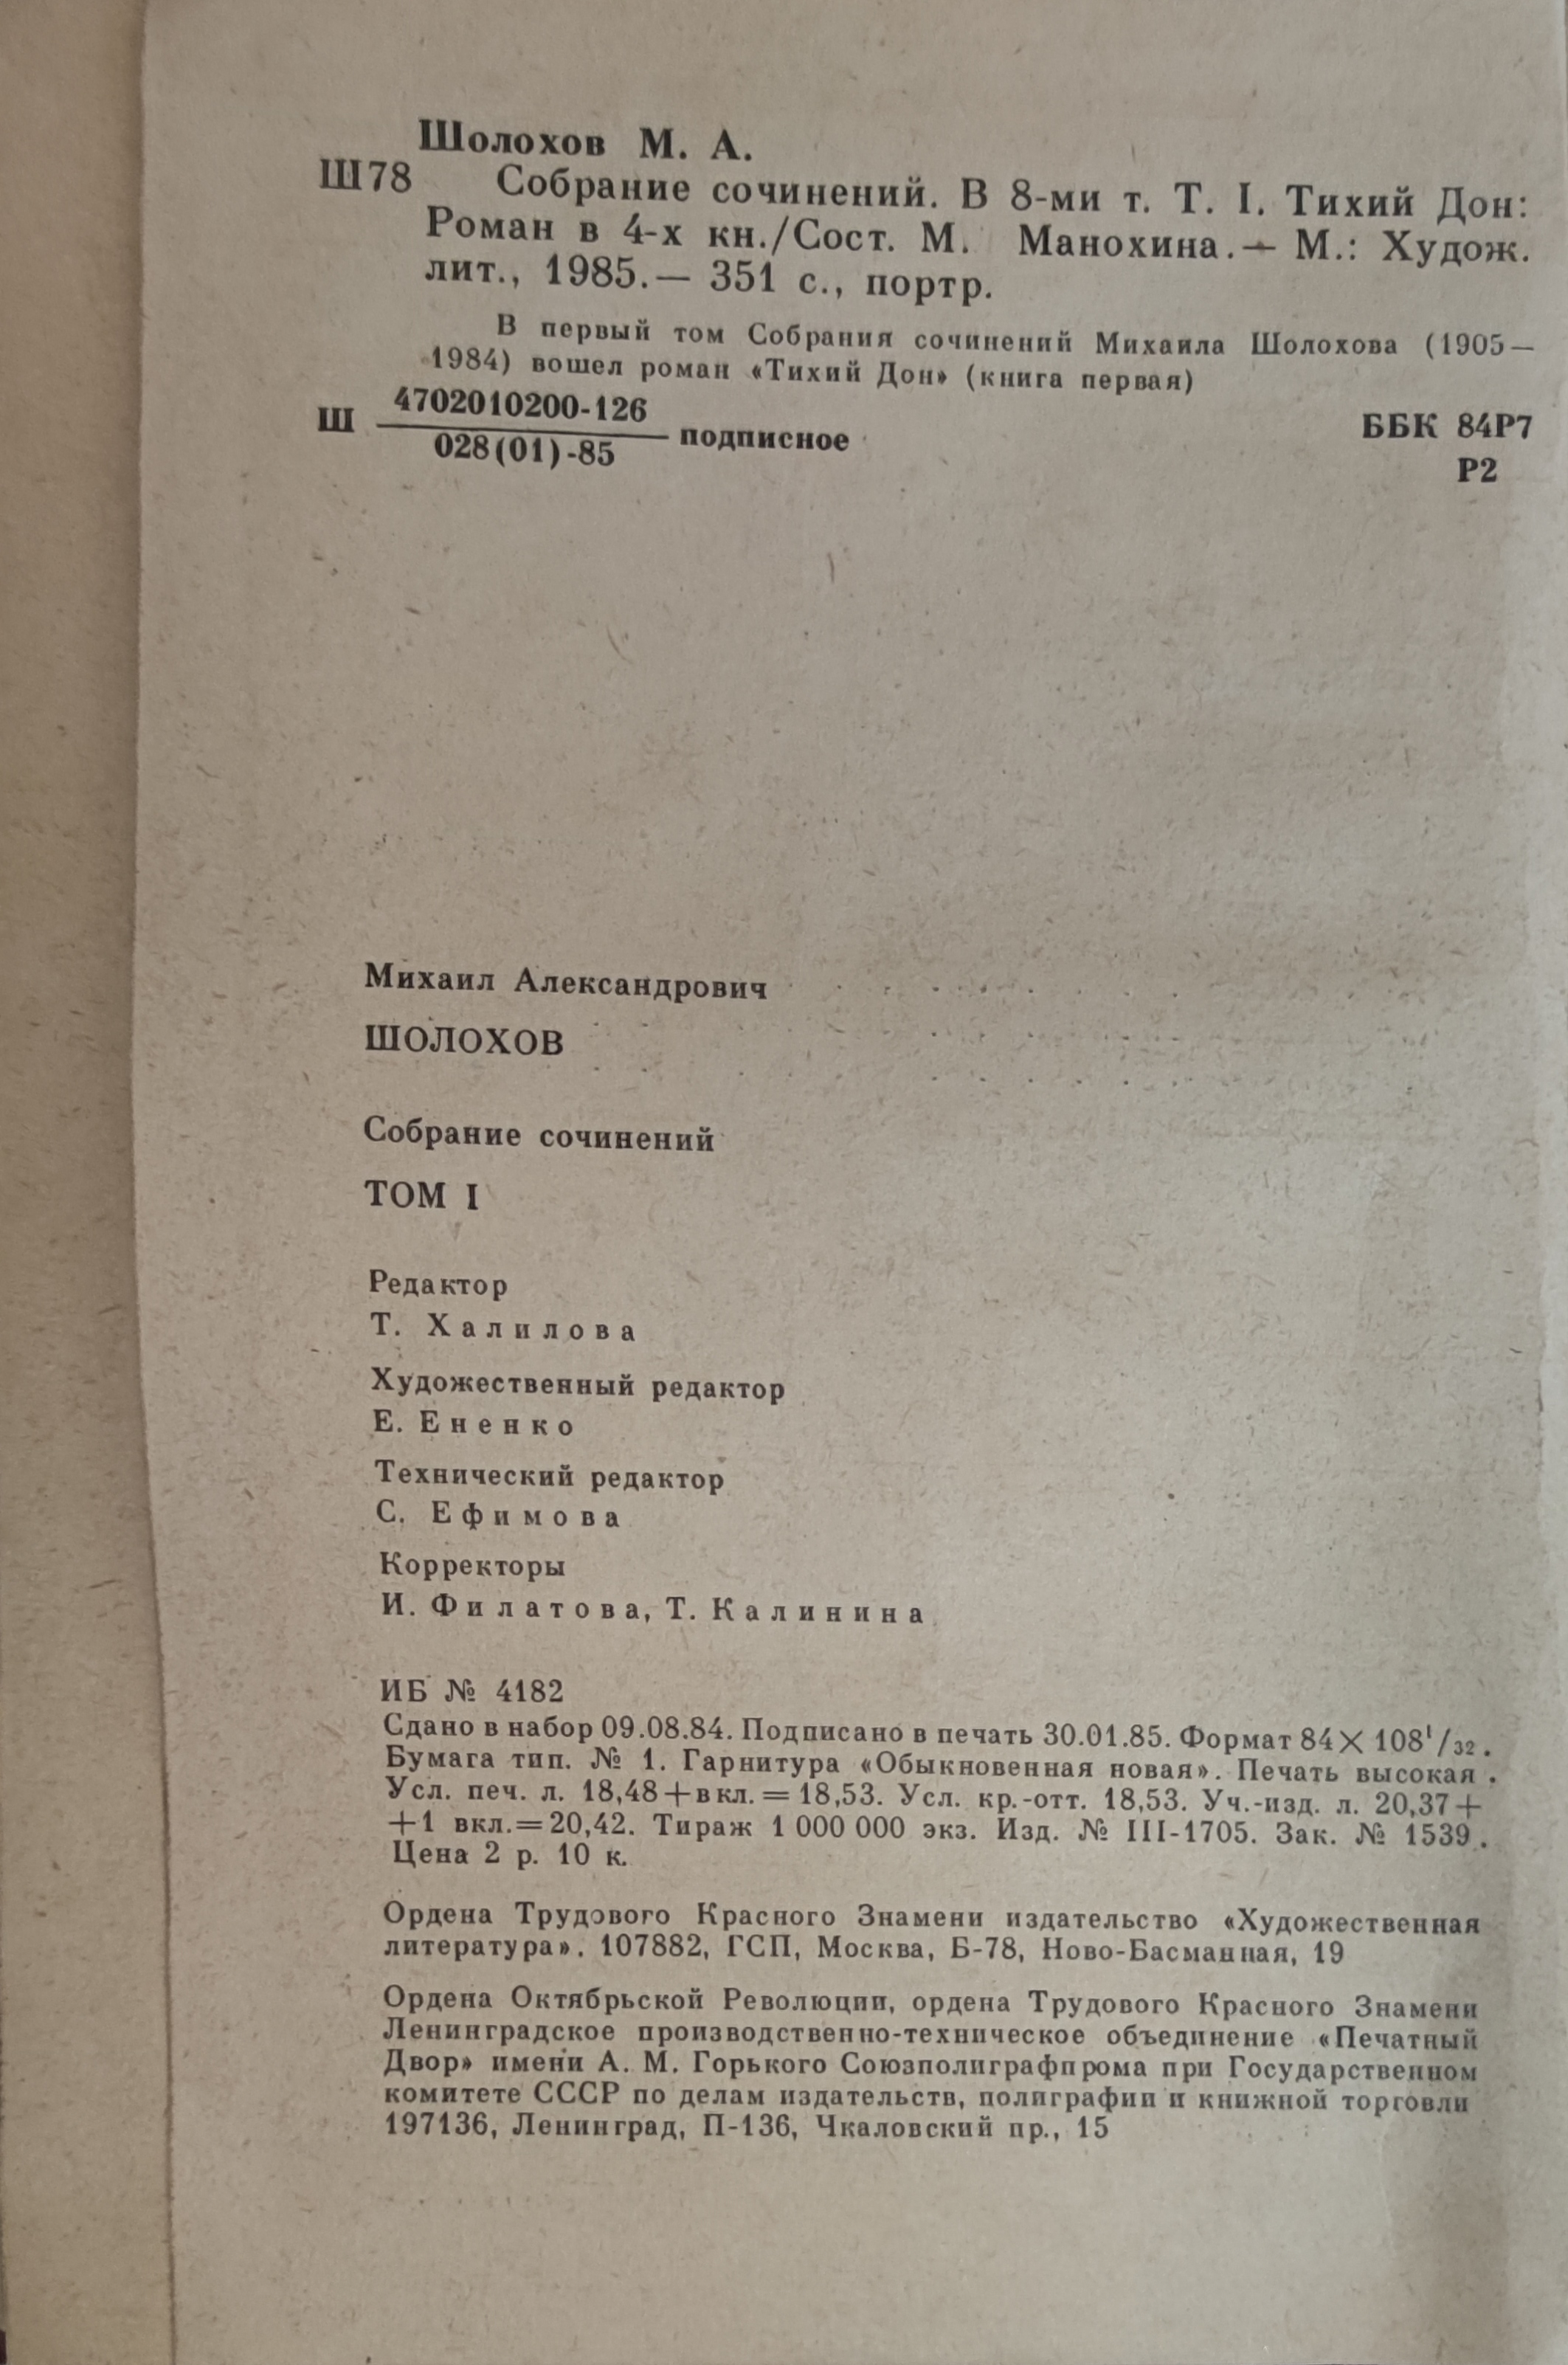 Шолохов М. А.
Ш78 Собрание сочинений. В 8-ми т. Т. I. Тихий Дон:
Роман в 4-х кн./Сост. М. Манохина.— М.: Худож.
лит., 1985.— 351 с., портр.
В первый том Собрания сочинений Михаила Шолохова (1905—
1984) вошел роман «Тихий Дон» (книга первая)
4702010200-126
Ш подписное
028(01)-85
ББК 84Р7
Р2
Михаил Александрович
ШОЛОХОВ
Собрание сочинений
ТОМ I
Редактор
Т. Халилова
Художественный редактор
Е. Ененко
Технический редактор
С. Ефимова
Корректоры
И. Филатова, Т. Калинина
ИБ № 4182
Сдано в набор 09.08.84. Подписано в печать 30.01.85. Формат 84×108¹/₃₂.
Бумага тип. № 1. Гарнитура «Обыкновенная новая». Печать высокая.
Усл. печ. л. 18,48+вкл.=18,53. Усл. кр.-отт. 18,53. Уч.-изд. л. 20,37+
+1 вкл.=20,42. Тираж 1 000 000 экз. Изд. № III-1705. Зак. № 1539.
Цена 2 р. 10 к.
Ордена Трудового Красного Знамени издательство «Художественная
литература». 107882, ГСП, Москва, Б-78, Ново-Басманная, 19
Ордена Октябрьской Революции, ордена Трудового Красного Знамени
Ленинградское производственно-техническое объединение «Печатный
Двор» имени А. М. Горького Союзполиграфпрома при Государственном
комитете СССР по делам издательств, полиграфии и книжной торговли
197136, Ленинград, П-136, Чкаловский пр., 15